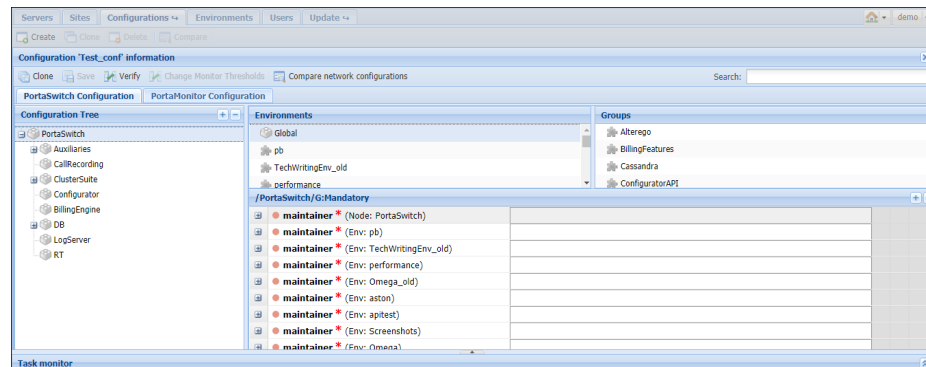 Servers Sites Configurations ↪ Environments Users Update ↪ demo
Create Clone Delete Compare
Configuration 'Test_conf' information
Clone Save Verify Change Monitor Thresholds Compare network configurations Search:
PortaSwitch Configuration PortaMonitor Configuration
Configuration Tree Environments Groups
PortaSwitch Global Alterego
Auxiliaries pb BillingFeatures
CallRecording TechWritingEnv_old Cassandra
ClusterSuite performance ConfiguratorAPI
Configurator /PortaSwitch/G:Mandatory
BillingEngine maintainer * (Node: PortaSwitch)
DB maintainer * (Env: pb)
LogServer maintainer * (Env: TechWritingEnv_old)
RT maintainer * (Env: performance)
maintainer * (Env: Omega_old)
maintainer * (Env: aston)
maintainer * (Env: apitest)
maintainer * (Env: Screenshots)
maintainer * (Env: Omega)
Task monitor